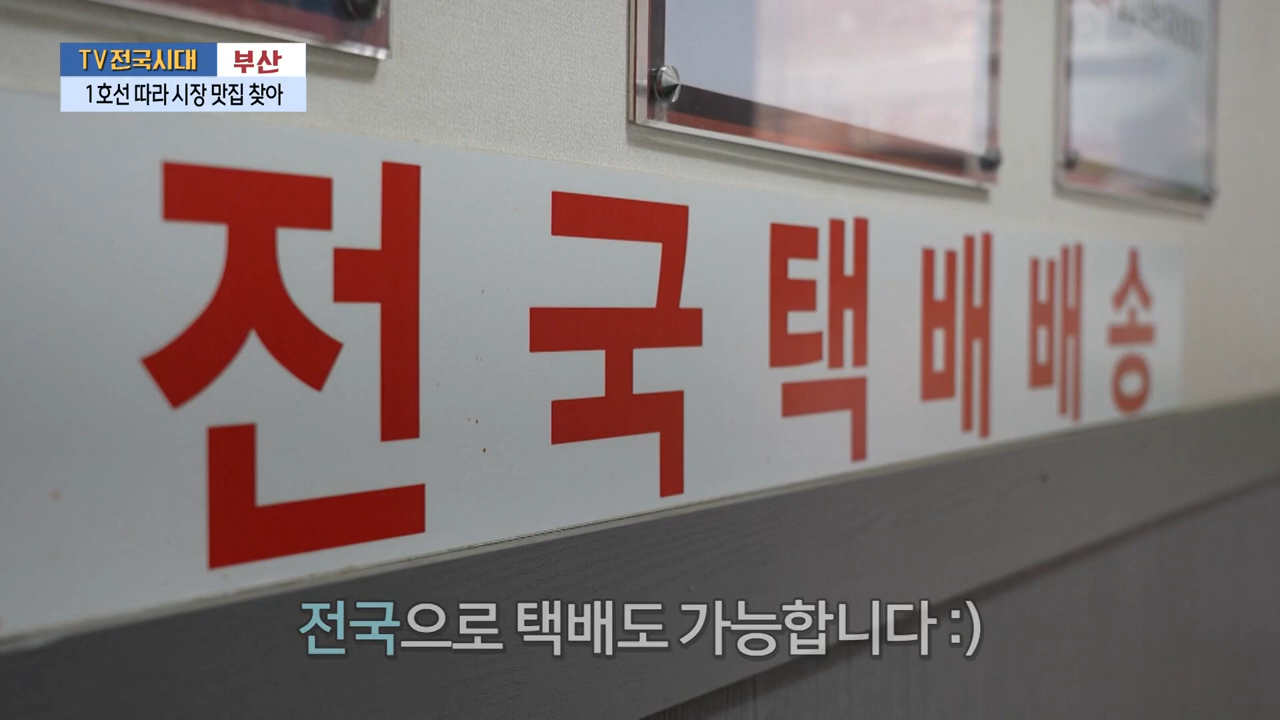 TV전국시대 부산
1호선 따라 시장 맛집 찾아
전국택배배송
전국으로 택배도 가능합니다 :)